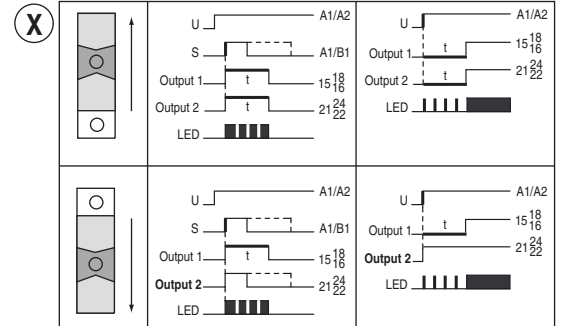 X
U A1/A2
S A1/B1
Output 1 t 15 18 16
Output 2 t 21 24 22
LED
U A1/A2
Output 1 t 15 18 16
Output 2 t 21 24 22
LED
U A1/A2
S A1/B1
Output 1 t 15 18 16
Output 2 21 24 22
LED
U A1/A2
Output 1 t 15 18 16
Output 2 21 24 22
LED